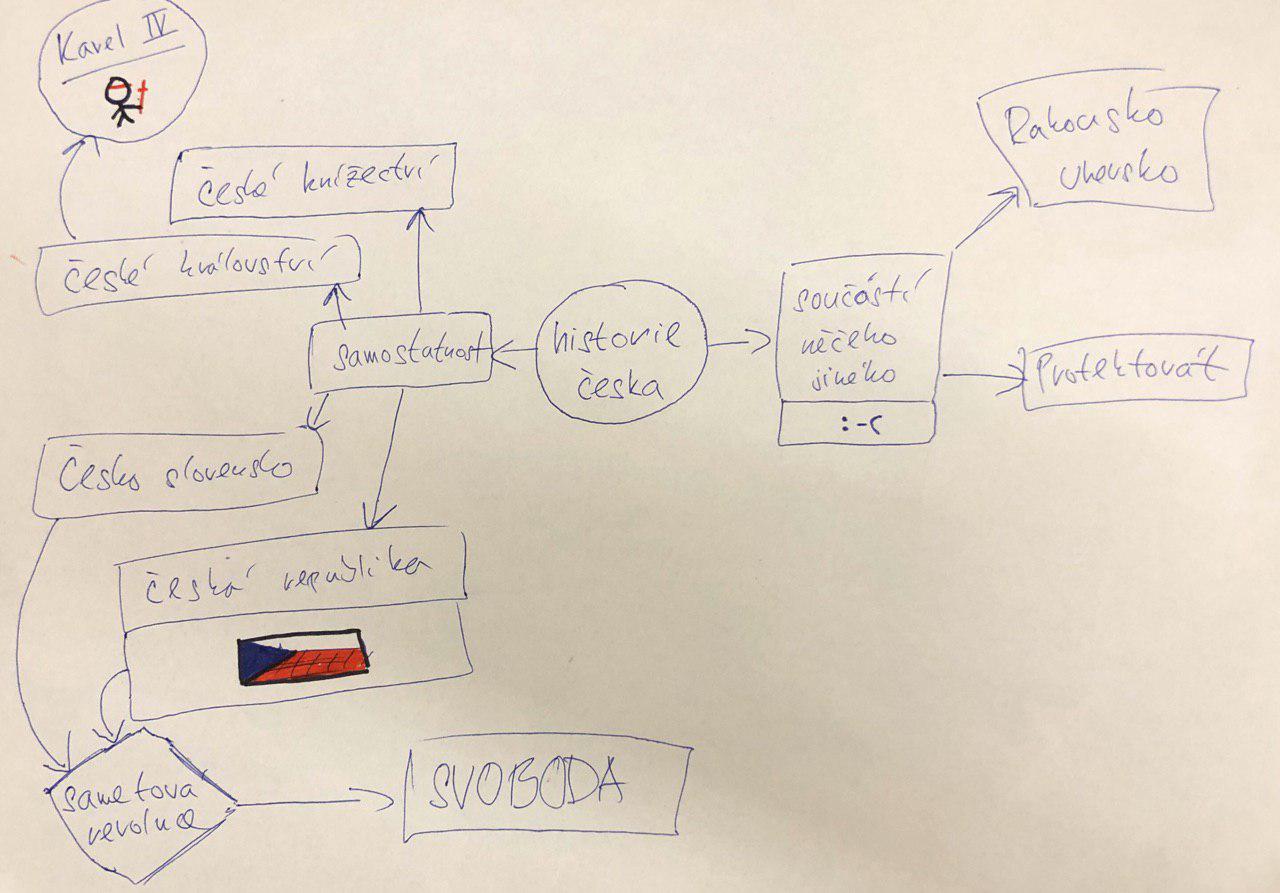 Karel IV
české knížectví
české království
samostatnost
historie
česka
součástí
něčeho
jiného
:-(
Rakousko
uhersko
Protektorát
Česko slovensko
česká republika
sametova
revoluce
SVOBODA